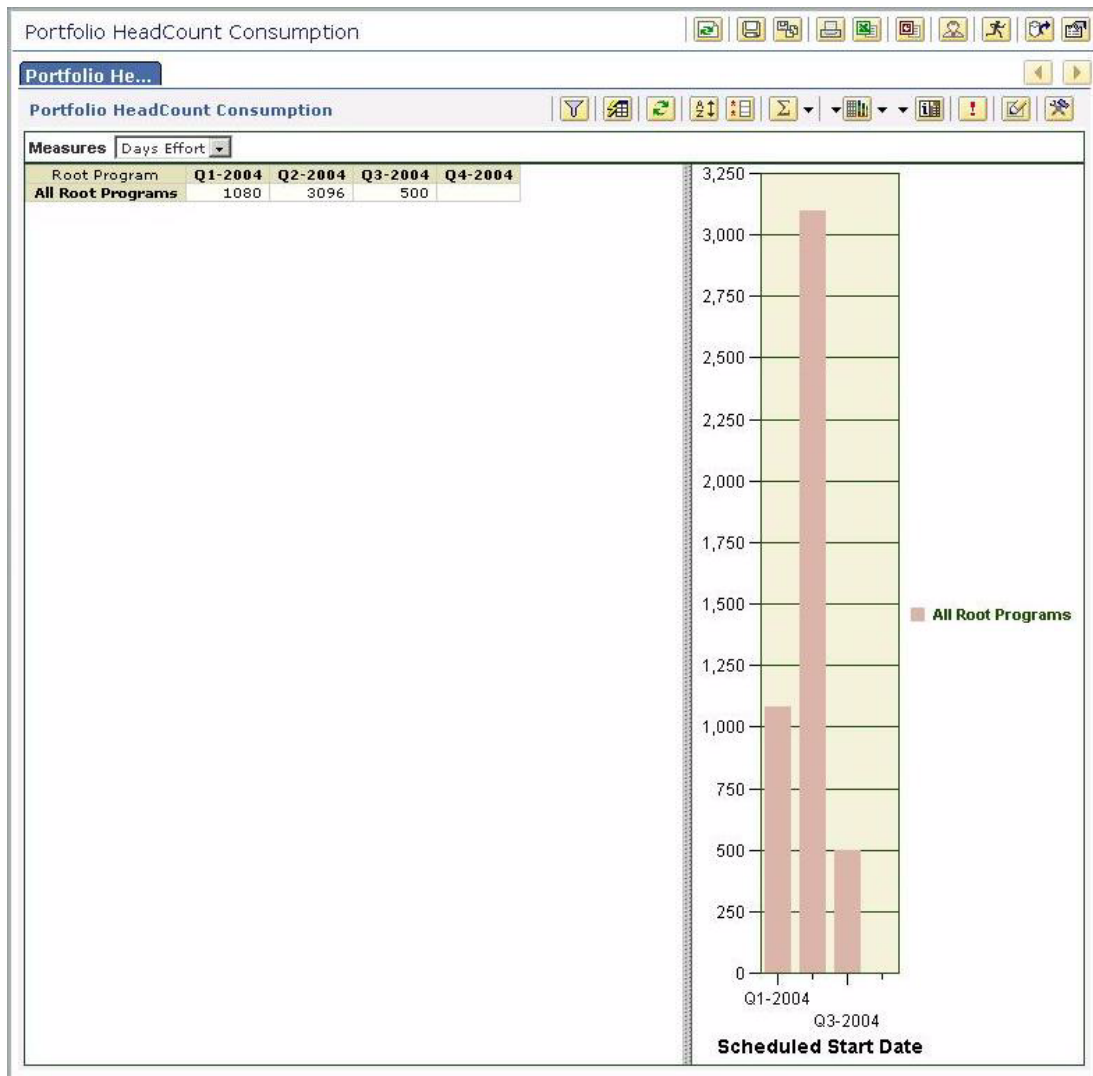 Portfolio HeadCount Consumption
Portfolio He...
Portfolio HeadCount Consumption
Measures Days Effort
Root Program Q1-2004 Q2-2004 Q3-2004 Q4-2004
All Root Programs 1080 3096 500
3,250
3,000
2,750
2,500
2,250
2,000
1,750
1,500
1,250
1,000
750
500
250
0
All Root Programs
Q1-2004
Q3-2004
Scheduled Start Date